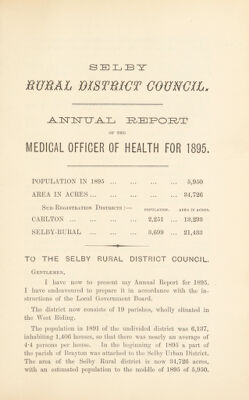 SELBY
RURAL DISTRICT COUNCIL.
ANNUAL REPORT
OF THE
MEDICAL OFFICER OF HEALTH FOR 1895.
POPULATION IN 1895 ... ... ... ... 5,950
AREA IN ACRES ... ... ... ... ... 34,726
SUB-REGISTRATION DISTRICTS :— POPULATION. AREA IN ACRES.
CARLTON ... ... ... ... 2,251 ... 13,293
SELBY-RURAL ... ... ... 3,699 ... 21,433
TO THE SELBY RURAL DISTRICT COUNCIL.
GENTLEMEN,
I have now to present my Annual Report for 1895.
I have endeavoured to prepare it in accordance with the in-
structions of the Local Government Board.
The district now consists of 19 parishes, wholly situated in
the West Riding.
The population in 1891 of the undivided district was 6,137,
inhabiting 1,406 houses, so that there was nearly an average of
4·4 persons per house. In the beginning of 1895 a part of
the parish of Brayton was attached to the Selby Urban District.
The area of the Selby Rural district is now 34,726 acres,
with an estimated population to the middle of 1895 of 5,950.